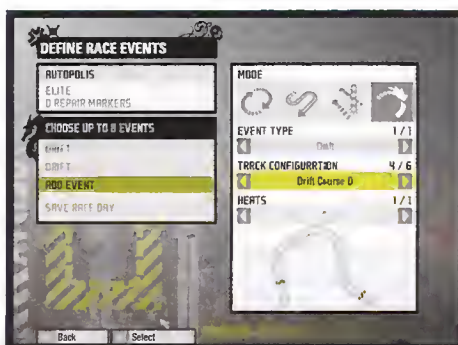 DEFINE RACE EVENTS
AUTOPOLIS
ELITE
0 REPAIR MARKERS
CHOOSE UP TO 8 EVENTS
DRIFT
DRIFT
ADD EVENT
SAVE RACE DAY
Back
Select
MODE
EVENT TYPE 1/1
Drift
TRACK CONFIGURATION 4/6
Drift Course D
HEATS 1/1